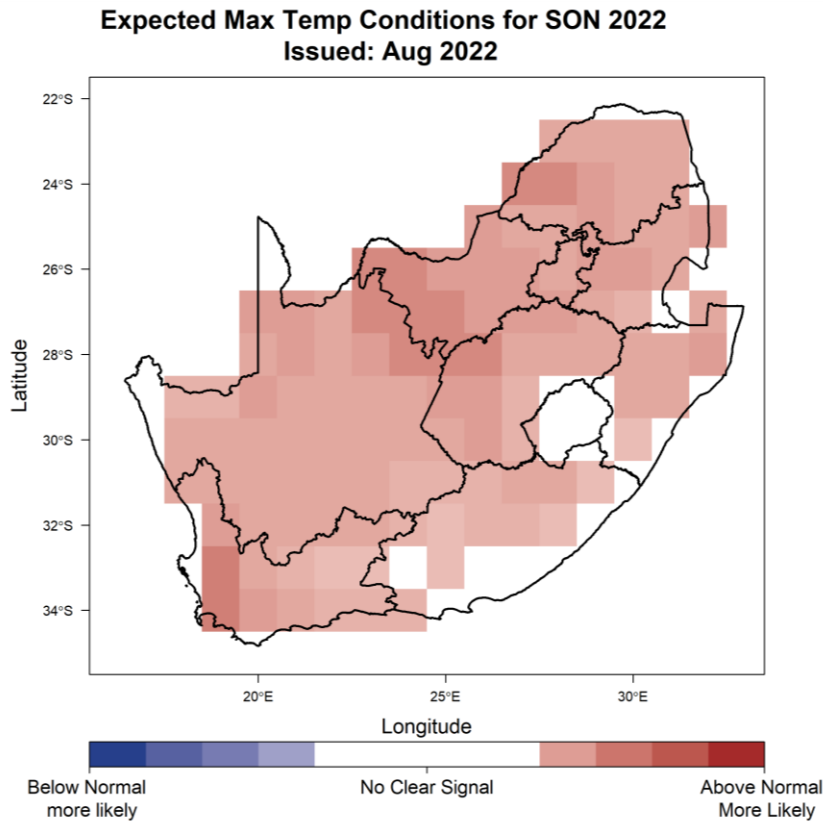 Expected Max Temp Conditions for SON 2022
Issued: Aug 2022
22°S
24°S
26°S
28°S
30°S
32°S
34°S
Latitude
20°E
25°E
30°E
Longitude
Below Normal
more likely
No Clear Signal
Above Normal
More Likely